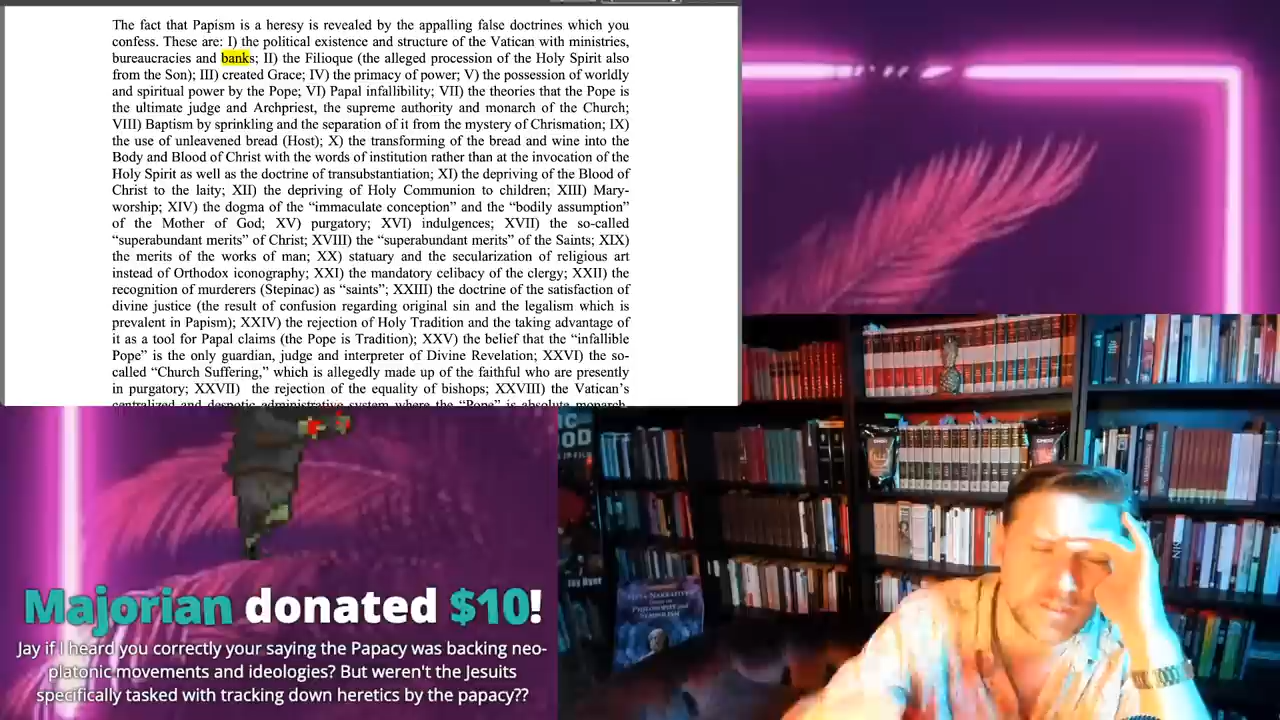 The fact that Papism is a heresy is revealed by the appalling false doctrines which you
confess. These are: I) the political existence and structure of the Vatican with ministries,
bureaucracies and banks; II) the Filioque (the alleged procession of the Holy Spirit also
from the Son); III) created Grace; IV) the primacy of power; V) the possession of worldly
and spiritual power by the Pope; VI) Papal infallibility; VII) the theories that the Pope is
the ultimate judge and Archpriest, the supreme authority and monarch of the Church;
VIII) Baptism by sprinkling and the separation of it from the mystery of Chrismation; IX)
the use of unleavened bread (Host); X) the transforming of the bread and wine into the
Body and Blood of Christ with the words of institution rather than at the invocation of the
Holy Spirit as well as the doctrine of transubstantiation; XI) the depriving of the Blood of
Christ to the laity; XII) the depriving of Holy Communion to children; XIII) Mary-
worship; XIV) the dogma of the “immaculate conception” and the “bodily assumption”
of the Mother of God; XV) purgatory; XVI) indulgences; XVII) the so-called
“superabundant merits” of Christ; XVIII) the “superabundant merits” of the Saints; XIX)
the merits of the works of man; XX) statuary and the secularization of religious art
instead of Orthodox iconography; XXI) the mandatory celibacy of the clergy; XXII) the
recognition of murderers (Stepinac) as “saints”; XXIII) the doctrine of the satisfaction of
divine justice (the result of confusion regarding original sin and the legalism which is
prevalent in Papism); XXIV) the rejection of Holy Tradition and the taking advantage of
it as a tool for Papal claims (the Pope is Tradition); XXV) the belief that the “infallible
Pope” is the only guardian, judge and interpreter of Divine Revelation; XXVI) the so-
called “Church Suffering,” which is allegedly made up of the faithful who are presently
in purgatory; XXVII) the rejection of the equality of bishops; XXVIII) the Vatican’s
centralized and despotic administrative system where the “Pope” is absolute monarch,
Majorian donated $10!
Jay if I heard you correctly your saying the Papacy was backing neo-
platonic movements and ideologies? But weren't the Jesuits
specifically tasked with tracking down heretics by the papacy??
Jay Dyer
PHILOSOPHY and
SYMBOLISM